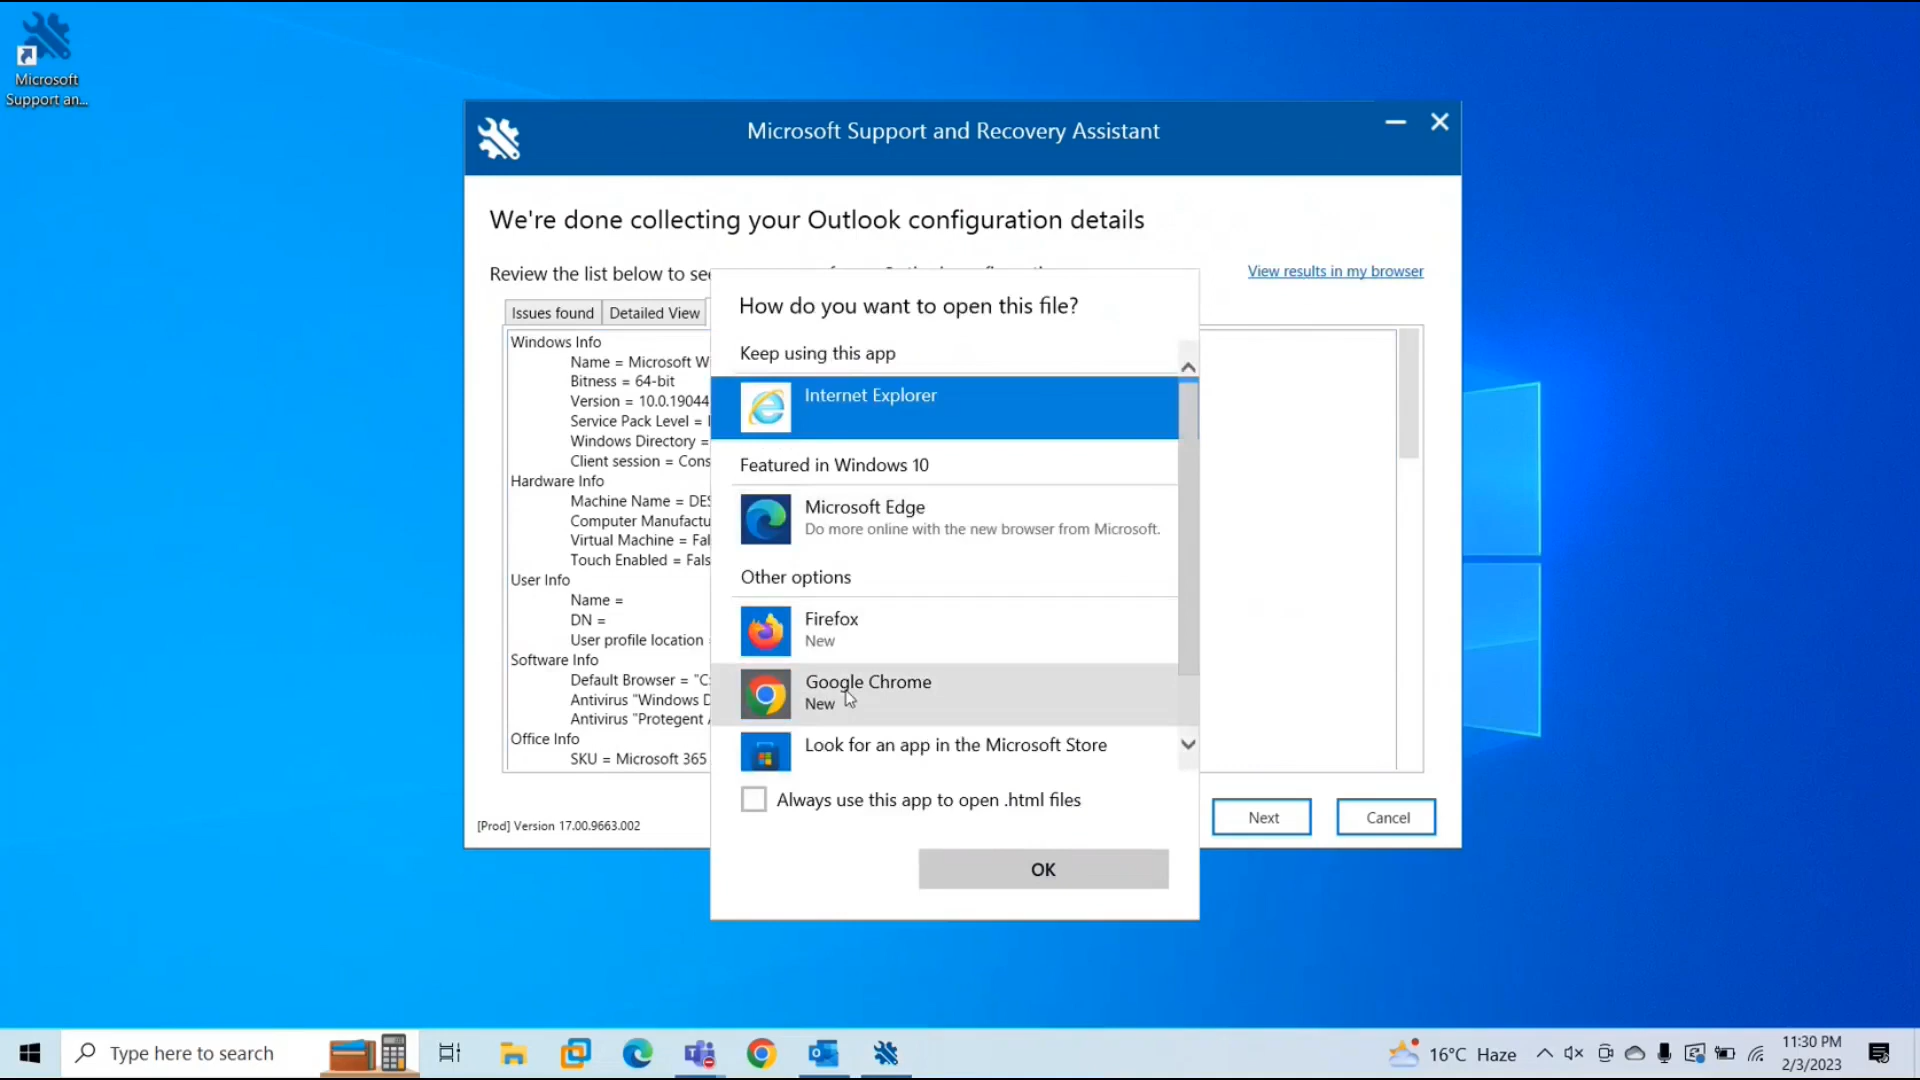 Microsoft
Support an...
Microsoft Support and Recovery Assistant
We're done collecting your Outlook configuration details
Review the list below to se
View results in my browser
Issues found
Detailed View
Windows Info
Name = Microsoft W
Bitness = 64-bit
Version = 10.0.19044
Service Pack Level =
Windows Directory =
Client session = Cons
Hardware Info
Machine Name = DES
Computer Manufactu
Virtual Machine = Fal
Touch Enabled = Fals
User Info
Name =
DN =
User profile location
Software Info
Default Browser = "C:
Antivirus "Windows D
Antivirus "Protegent A
Office Info
SKU = Microsoft 365
[Prod] Version 17.00.9663.002
Next
Cancel
How do you want to open this file?
Keep using this app
Internet Explorer
Featured in Windows 10
Microsoft Edge
Do more online with the new browser from Microsoft.
Other options
Firefox
New
Google Chrome
New
Look for an app in the Microsoft Store
Always use this app to open .html files
OK
Type here to search
16°C Haze
11:30 PM
2/3/2023